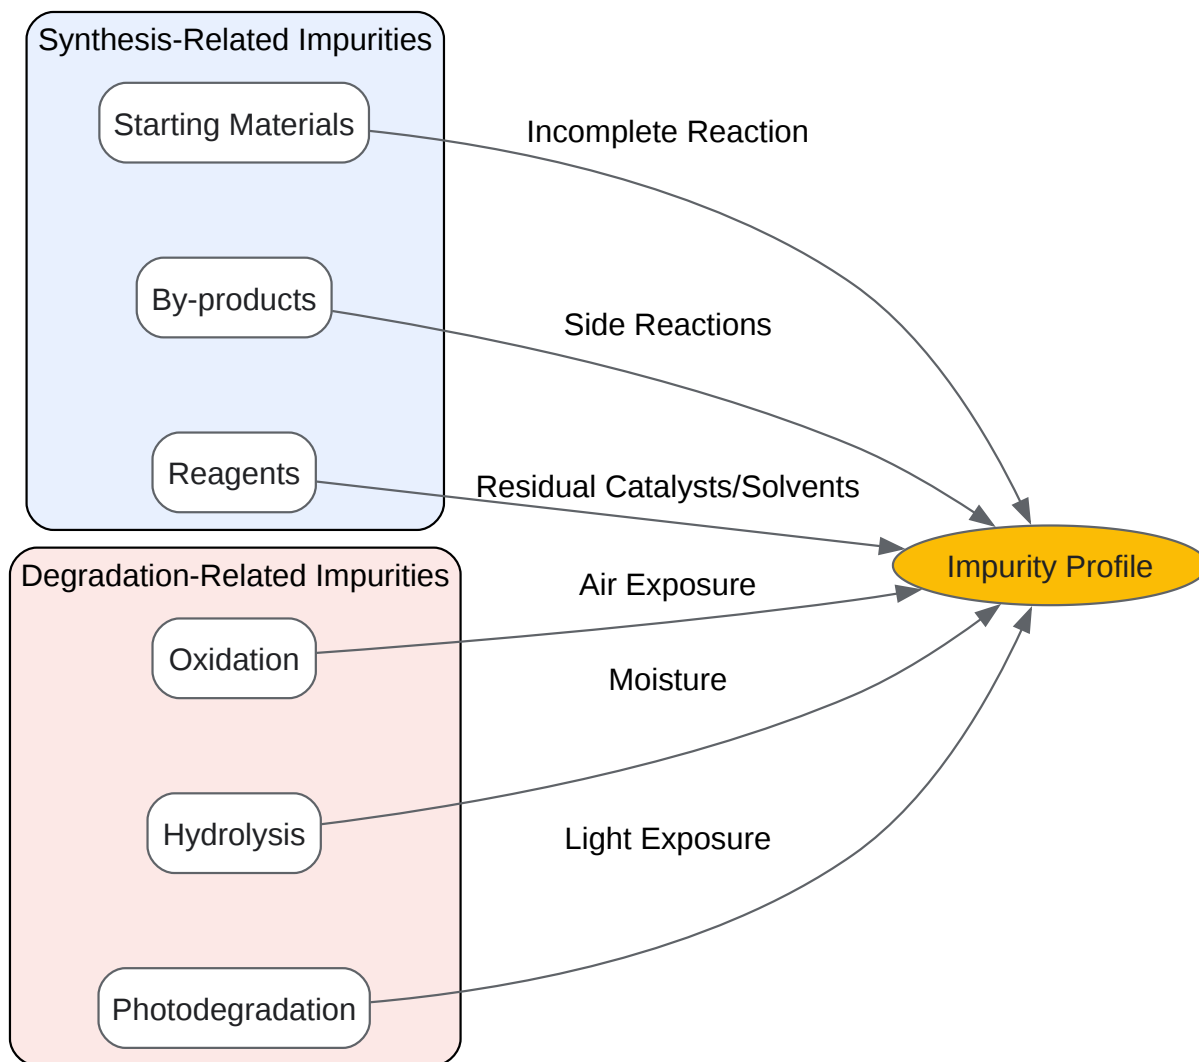 Synthesis-Related Impurities
Starting Materials
Incomplete Reaction
By-products
Side Reactions
Reagents
Residual Catalysts/Solvents
Impurity Profile
Degradation-Related Impurities
Air Exposure
Oxidation
Moisture
Hydrolysis
Light Exposure
Photodegradation